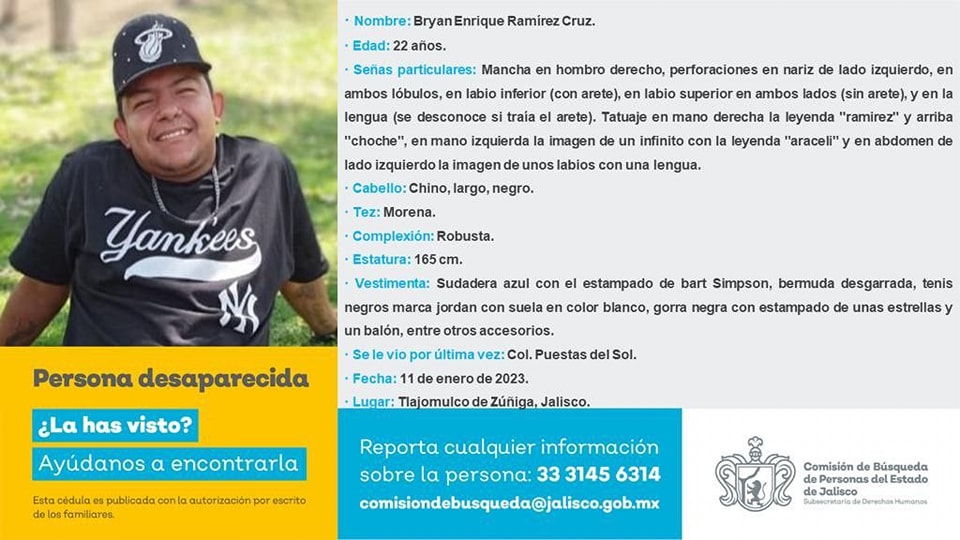 · Nombre: Bryan Enrique Ramírez Cruz.
· Edad: 22 años.
· Señas particulares: Mancha en hombro derecho, perforaciones en nariz de lado izquierdo, en
ambos lóbulos, en labio inferior (con arete), en labio superior en ambos lados (sin arete), y en la
lengua (se desconoce si traía el arete). Tatuaje en mano derecha la leyenda "ramirez" y arriba
"choche", en mano izquierda la imagen de un infinito con la leyenda "araceli" y en abdomen de
lado izquierdo la imagen de unos labios con una lengua.
· Cabello: Chino, largo, negro.
· Tez: Morena.
· Complexión: Robusta.
· Estatura: 165 cm.
· Vestimenta: Sudadera azul con el estampado de bart Simpson, bermuda desgarrada, tenis
negros marca jordan con suela en color blanco, gorra negra con estampado de unas estrellas y
un balón, entre otros accesorios.
· Se le vio por última vez: Col. Puestas del Sol.
· Fecha: 11 de enero de 2023.
· Lugar: Tlajomulco de Zúñiga, Jalisco.
Yankees
NY
Persona desaparecida
¿La has visto?
Ayúdanos a encontrarla
Esta cédula es publicada con la autorización por escrito
de los familiares.
Reporta cualquier información
sobre la persona: 33 3145 6314
comisiondebusqueda@jalisco.gob.mx
Comisión de Búsqueda
de Personas del Estado
de Jalisco
Subsecretaría de Derechos Humanos